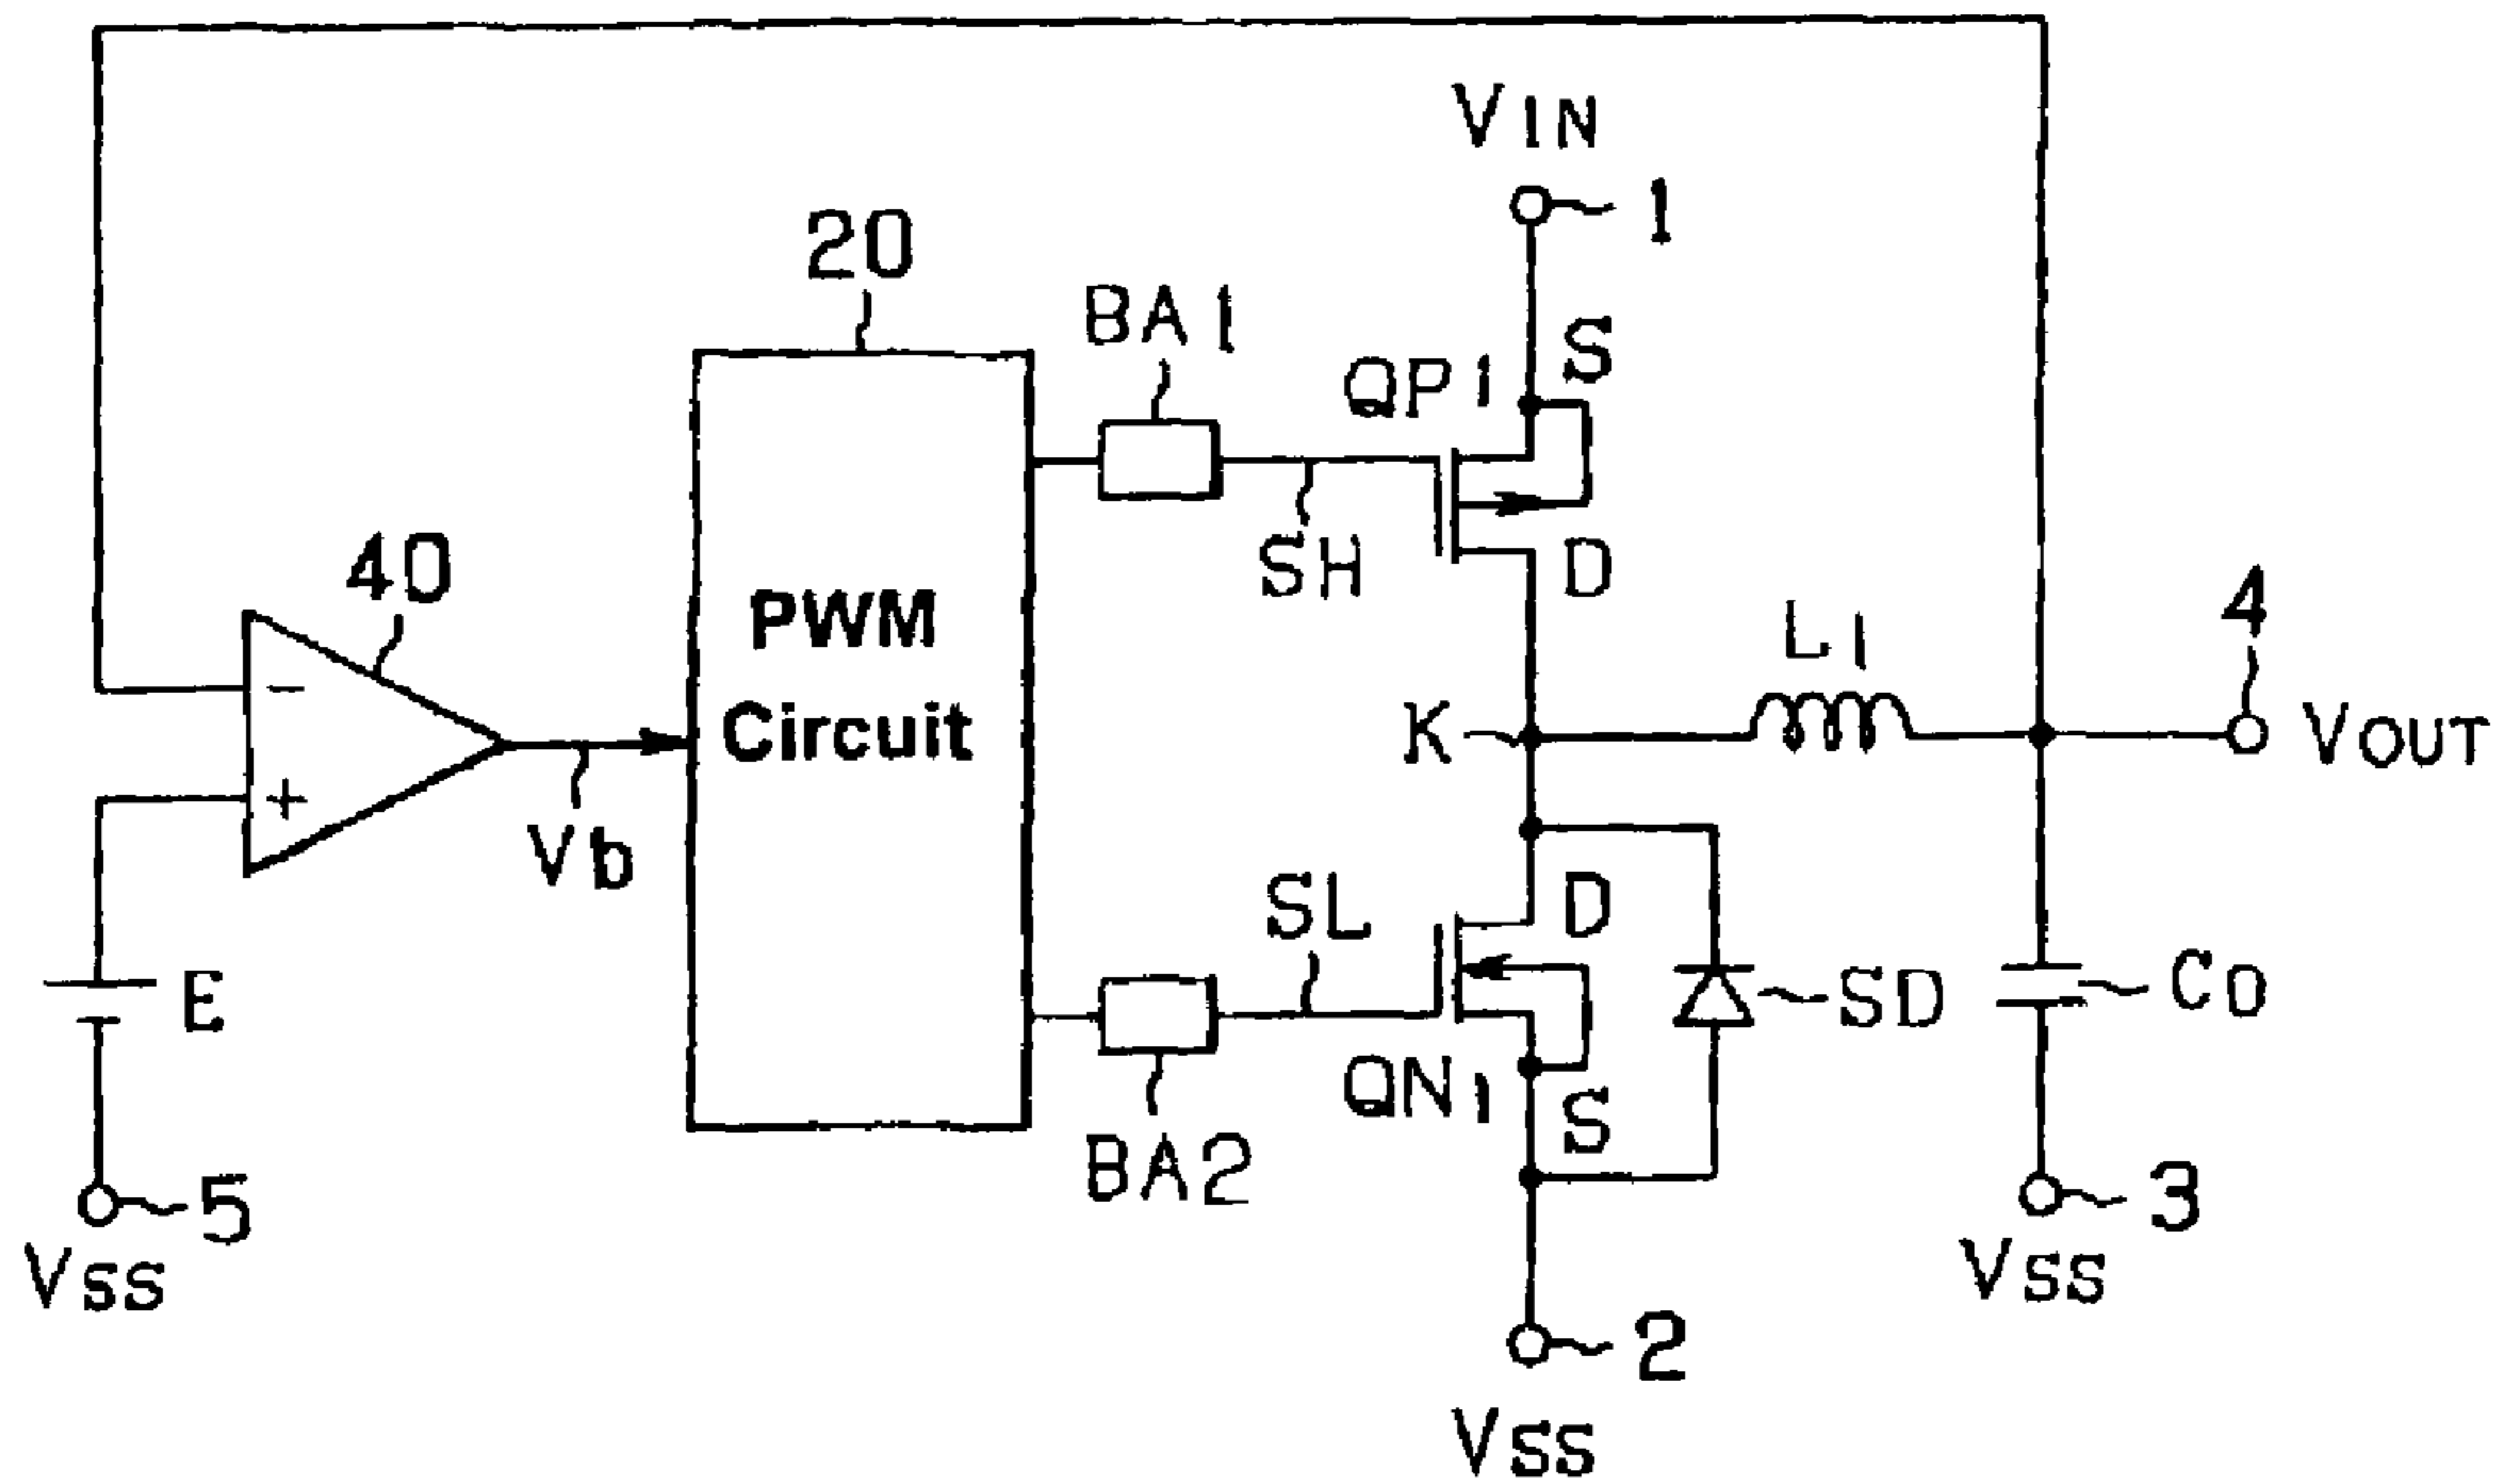 VIN
1
20
BA1
S
QP1
SH
D
40
PWM
Circuit
L1
4
K
VOUT
-
+
Vb
SL
D
E
SD
CO
QN1
S
BA2
5
VSS
3
VSS
2
VSS